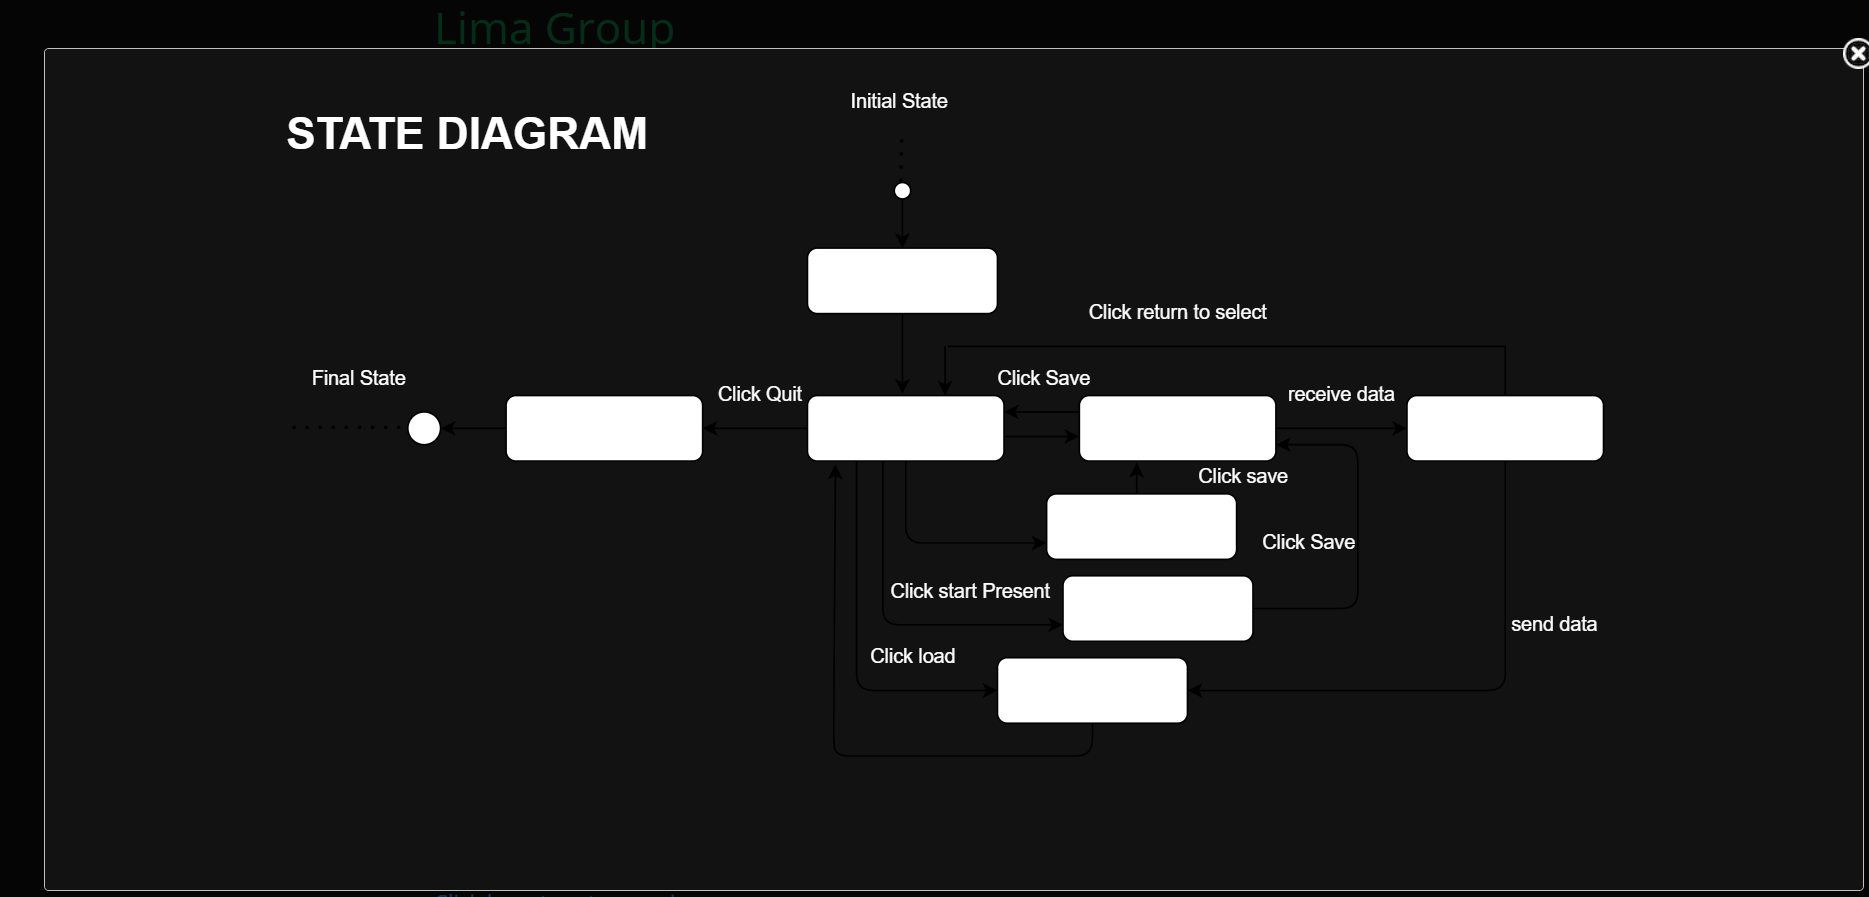 Lima Group
Initial State
STATE DIAGRAM
Click return to select
Final State
Click Quit
Click Save
receive data
Click save
Click Save
Click start Present
send data
Click load